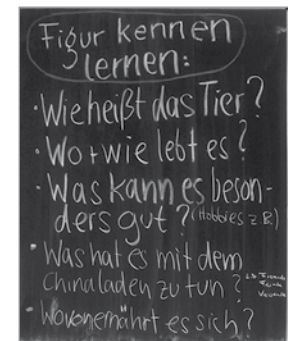 Figur kennen
lernen:
· Wie heißt das Tier?
· Wo + wie lebt es?
· Was kann es beson-
ders gut? (Hobbies z.B.)
· Was hat es mit dem
Chinaladen zu tun?
· Wovon ernährt es sich?